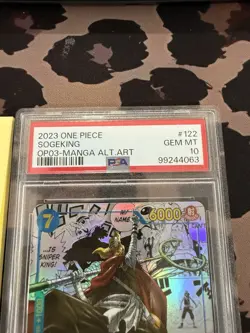 2023 ONE PIECE #122
SOGEKING GEM MT
OP03-MANGA ALT.ART 10
PSA 99244063
7
NAME
6000
...IS
SNIPER
KING!